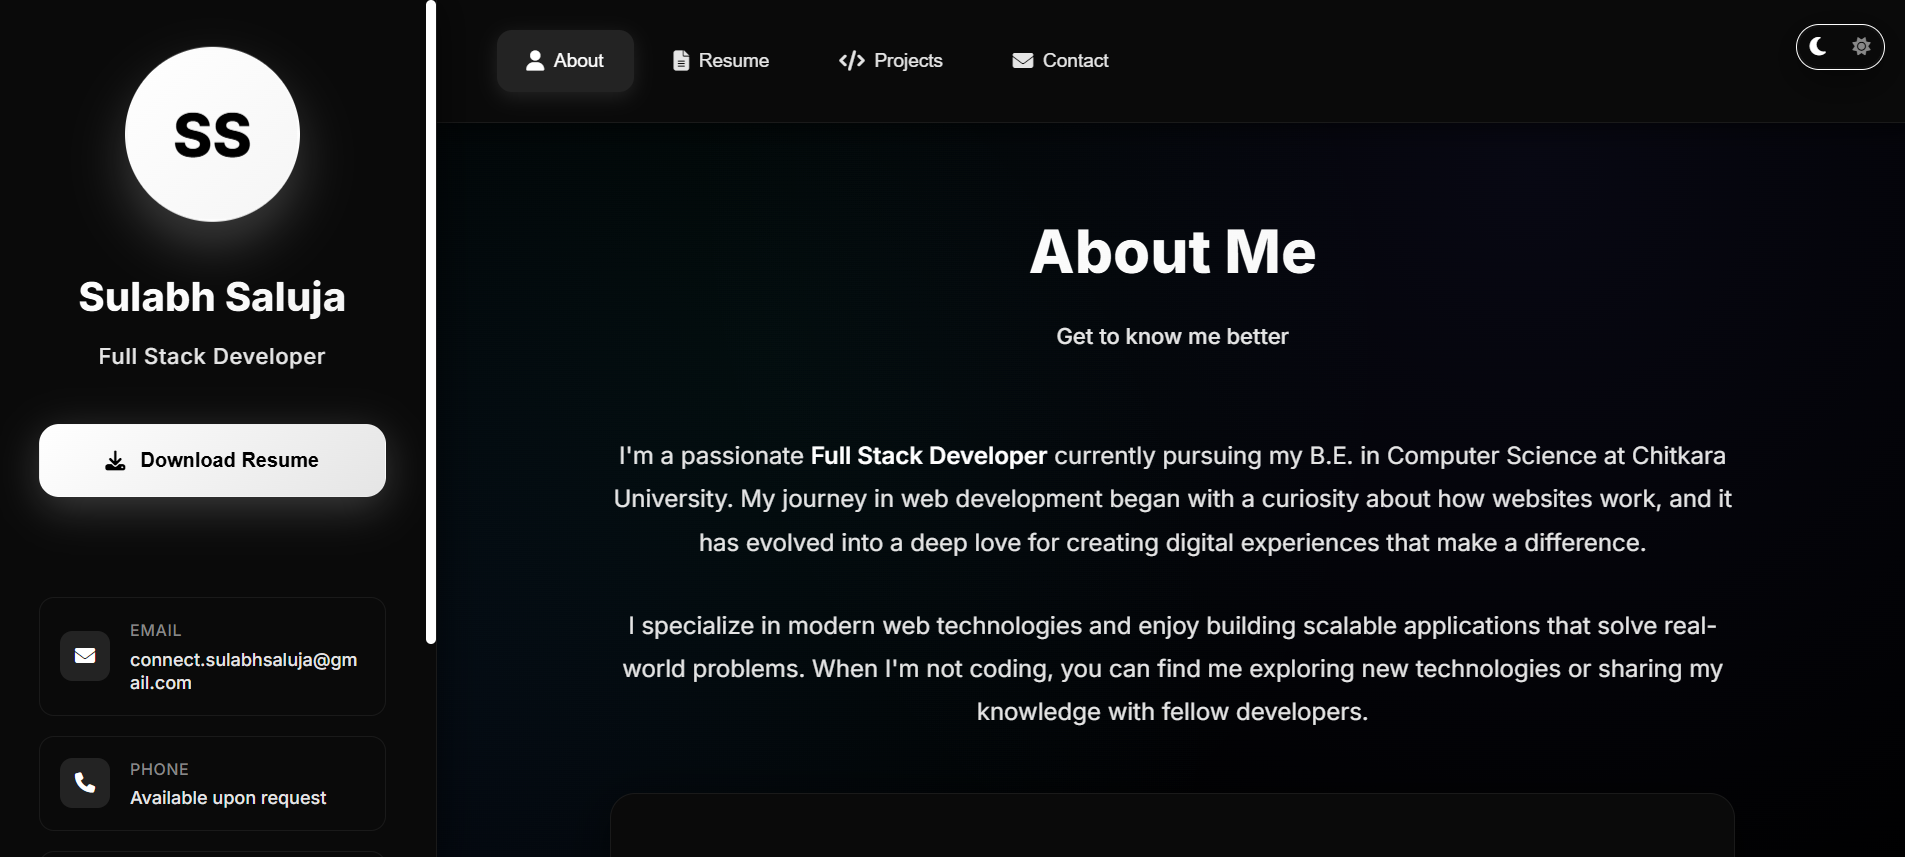 SS
Sulabh Saluja
Full Stack Developer
Download Resume
EMAIL
connect.sulabhsaluja@gm
ail.com
PHONE
Available upon request
About
Resume
Projects
Contact
About Me
Get to know me better
I'm a passionate Full Stack Developer currently pursuing my B.E. in Computer Science at Chitkara
University. My journey in web development began with a curiosity about how websites work, and it
has evolved into a deep love for creating digital experiences that make a difference.
I specialize in modern web technologies and enjoy building scalable applications that solve real-
world problems. When I'm not coding, you can find me exploring new technologies or sharing my
knowledge with fellow developers.